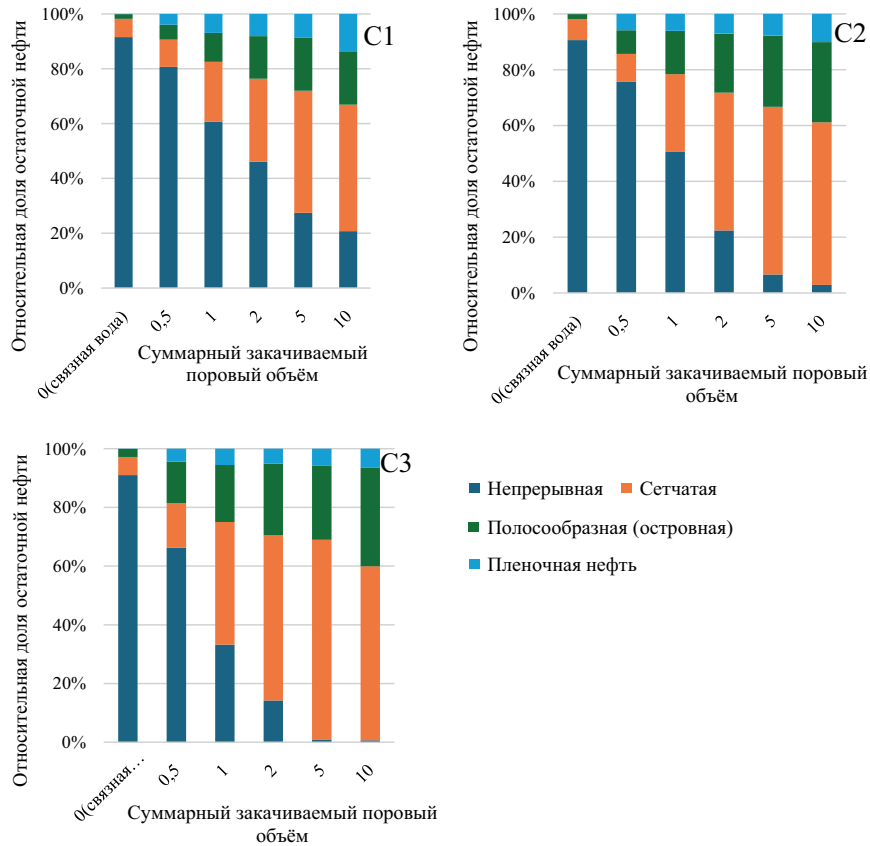 Относительная доля остаточной нефти
100%
80%
60%
40%
20%
0%
C1
0(связная вода)
0,5
1
2
5
10
Суммарный закачиваемый
поровый объём
Относительная доля остаточной нефти
100%
80%
60%
40%
20%
0%
C2
0(связная вода)
0,5
1
2
5
10
Суммарный закачиваемый поровый
объём
Относительная доля остаточной нефти
100%
80%
60%
40%
20%
0%
C3
0(связная…
0,5
1
2
5
10
Суммарный закачиваемый поровый
объём
Непрерывная
Сетчатая
Полосообразная (островная)
Пленочная нефть